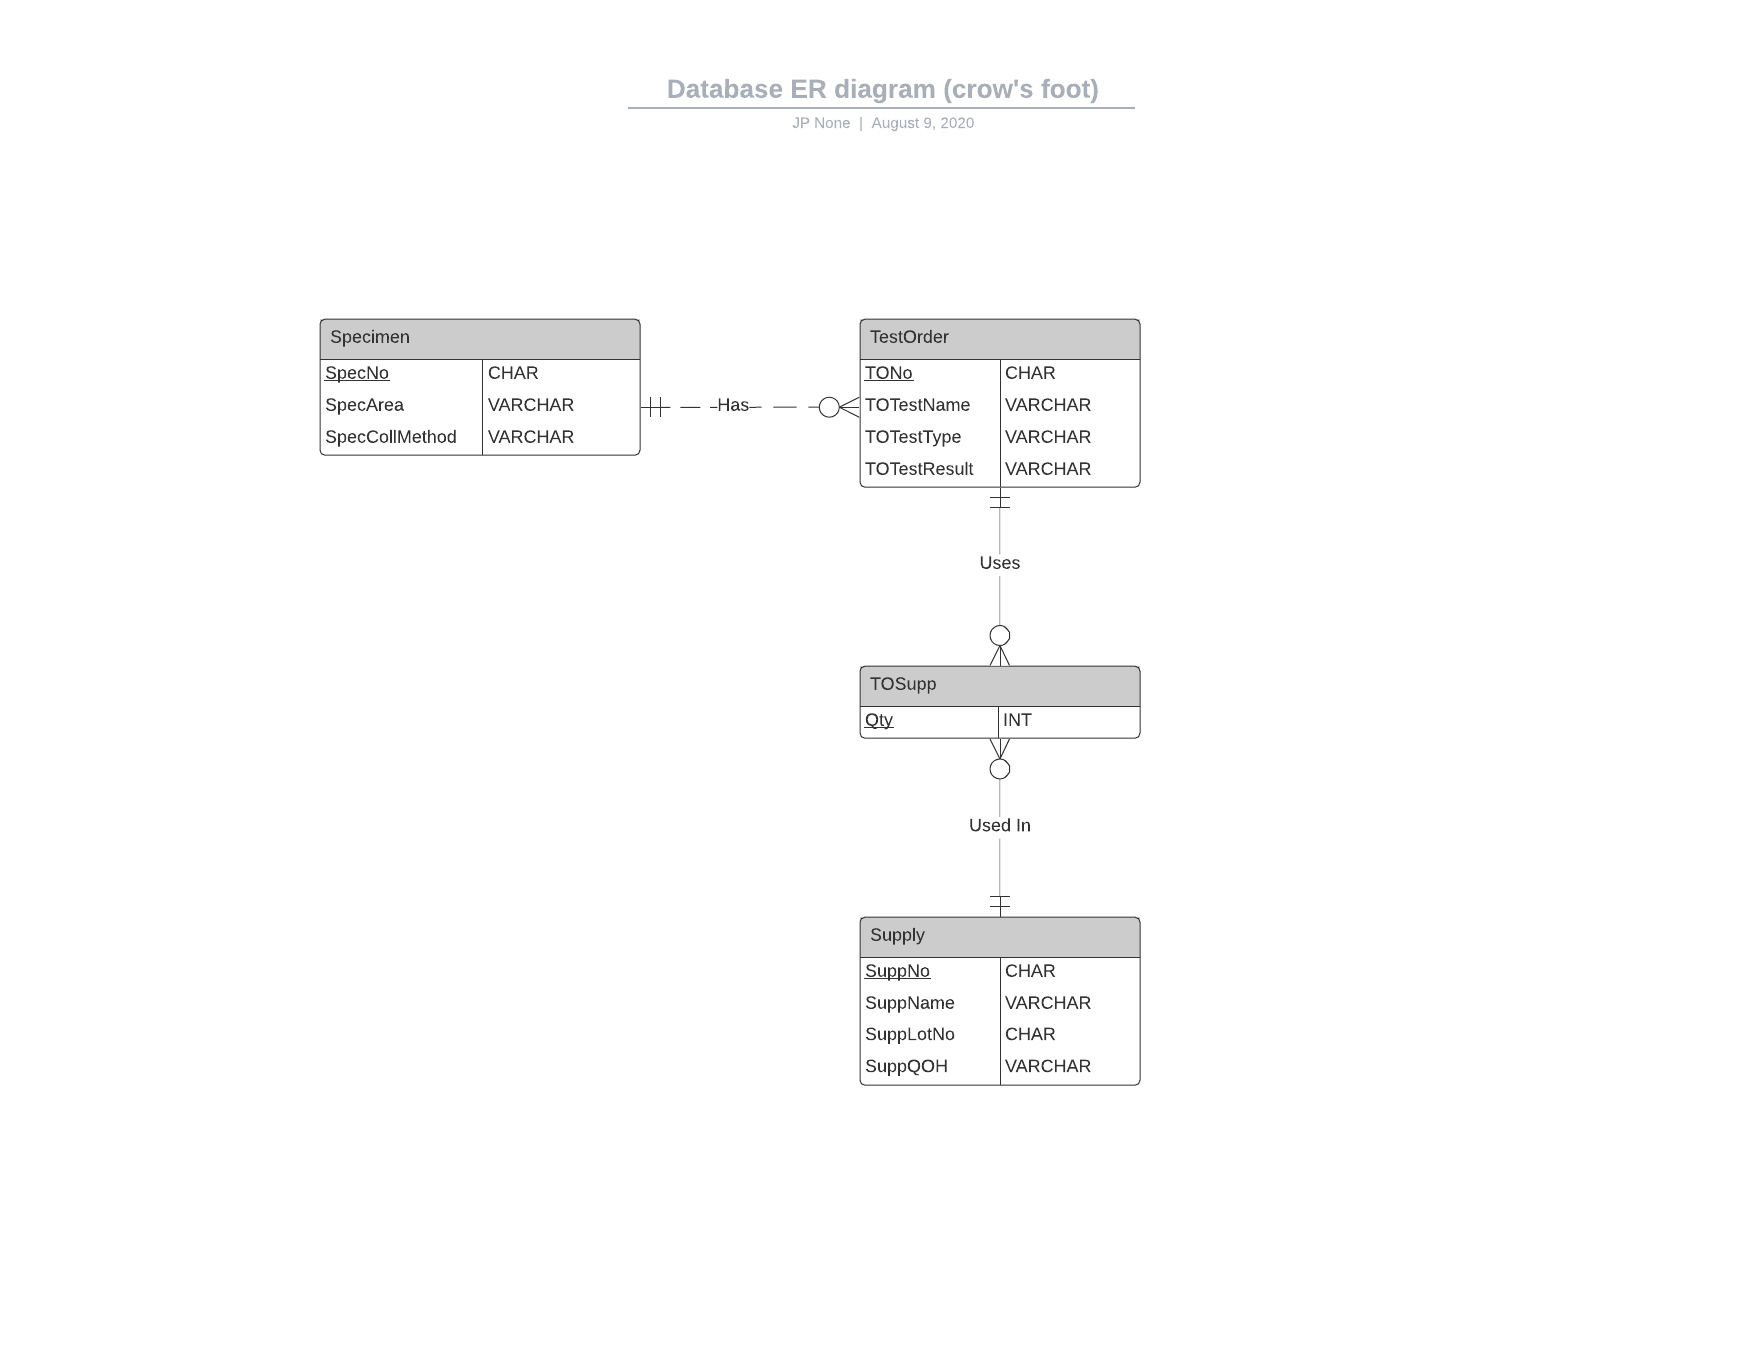 Database ER diagram (crow's foot)
JP None | August 9, 2020
Specimen
SpecNo CHAR
SpecArea VARCHAR
SpecCollMethod VARCHAR
Has
TestOrder
TONo CHAR
TOTestName VARCHAR
TOTestType VARCHAR
TOTestResult VARCHAR
Uses
TOSupp
Qty INT
Used In
Supply
SuppNo CHAR
SuppName VARCHAR
SuppLotNo CHAR
SuppQOH VARCHAR